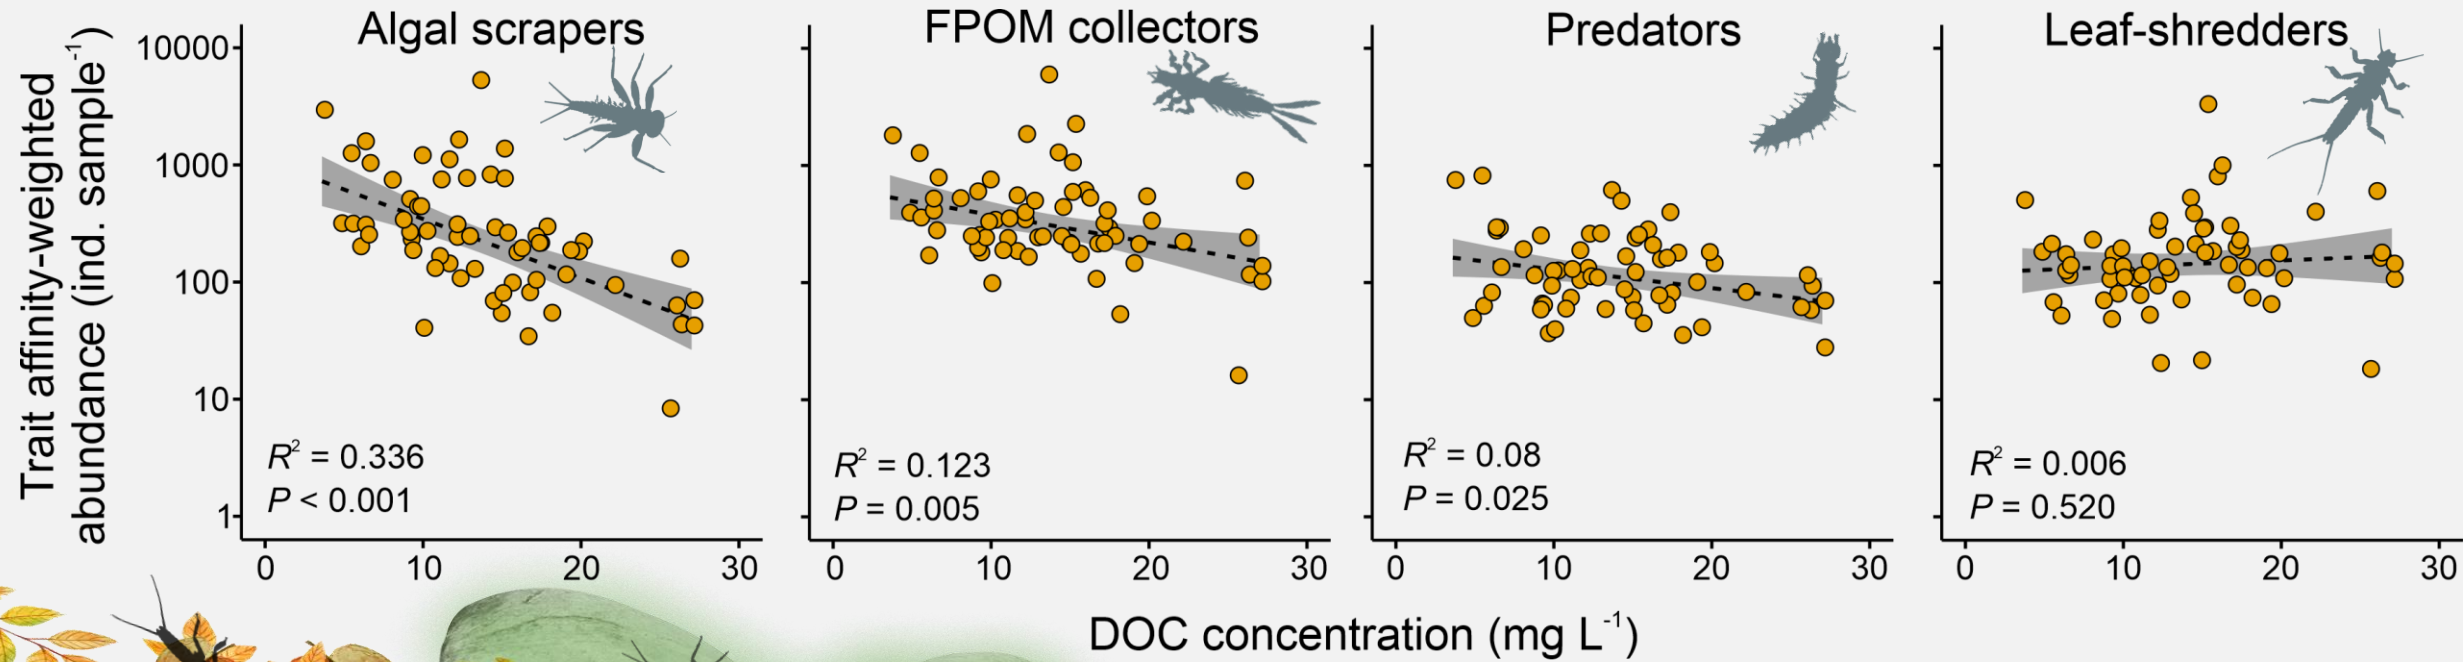 Algal scrapers
FPOM collectors
Predators
Leaf-shredders
Trait affinity-weighted
abundance (ind. sample⁻¹)
10000
1000
100
10
1
R² = 0.336
P < 0.001
R² = 0.123
P = 0.005
R² = 0.08
P = 0.025
R² = 0.006
P = 0.520
0 10 20 30
0 10 20 30
0 10 20 30
0 10 20 30
DOC concentration (mg L⁻¹)